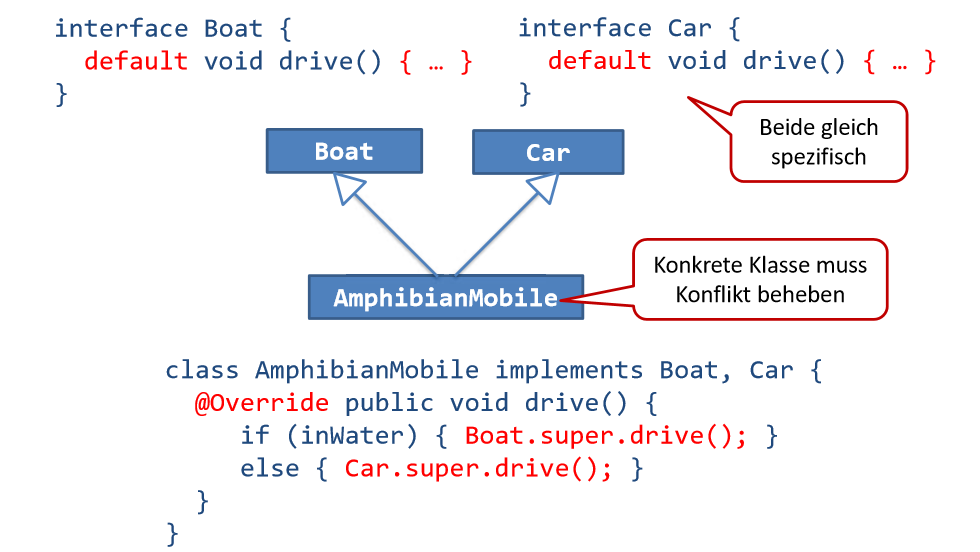 interface Boat {
default void drive() { … }
}
interface Car {
default void drive() { … }
}
Beide gleich
spezifisch
Boat
Car
Konkrete Klasse muss
Konflikt beheben
AmphibianMobile
class AmphibianMobile implements Boat, Car {
@Override public void drive() {
if (inWater) { Boat.super.drive(); }
else { Car.super.drive(); }
}
}